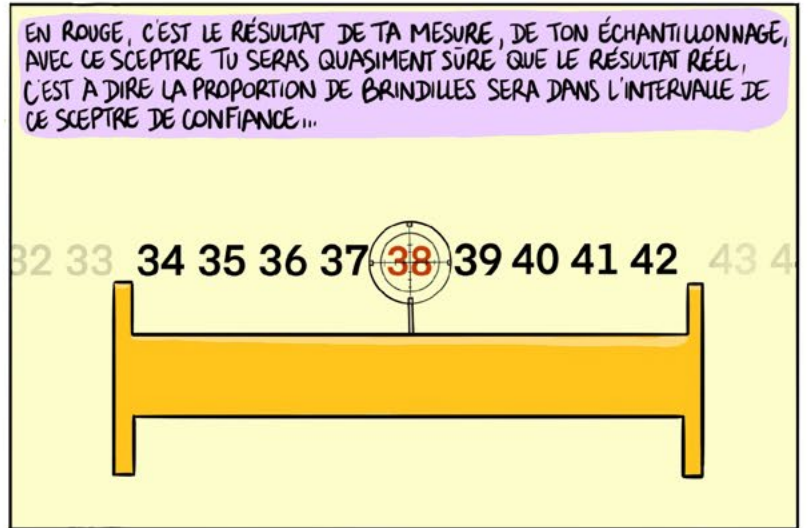 EN ROUGE, C'EST LE RÉSULTAT DE TA MESURE, DE TON ÉCHANTILLONNAGE,
AVEC CE SCEPTRE TU SERAS QUASIMENT SÛRE QUE LE RÉSULTAT RÉEL,
C'EST À DIRE LA PROPORTION DE BRINDILLES SERA DANS L'INTERVALLE DE
CE SCEPTRE DE CONFIANCE...
32 33 34 35 36 37 38 39 40 41 42 43 4